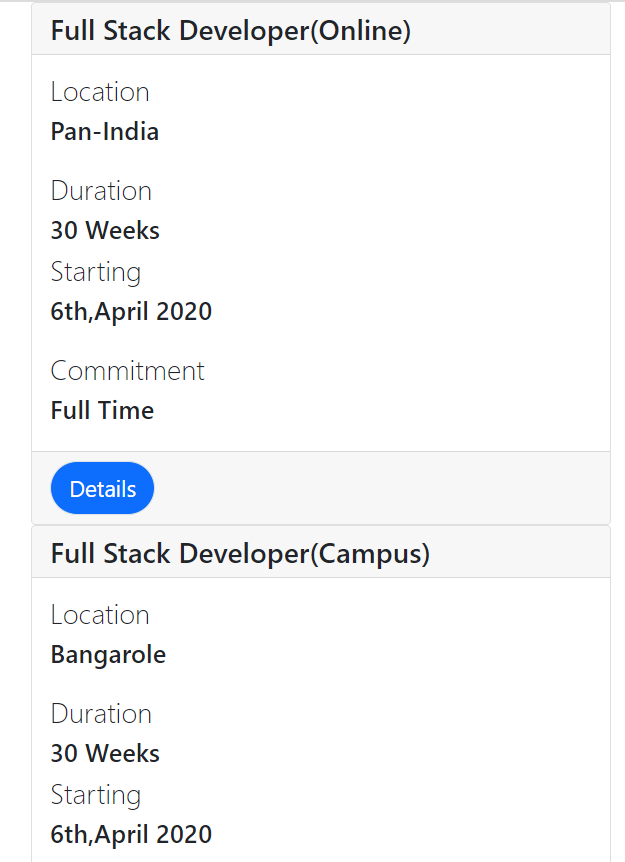 Full Stack Developer(Online)
Location
Pan-India
Duration
30 Weeks
Starting
6th,April 2020
Commitment
Full Time
Details
Full Stack Developer(Campus)
Location
Bangarole
Duration
30 Weeks
Starting
6th,April 2020